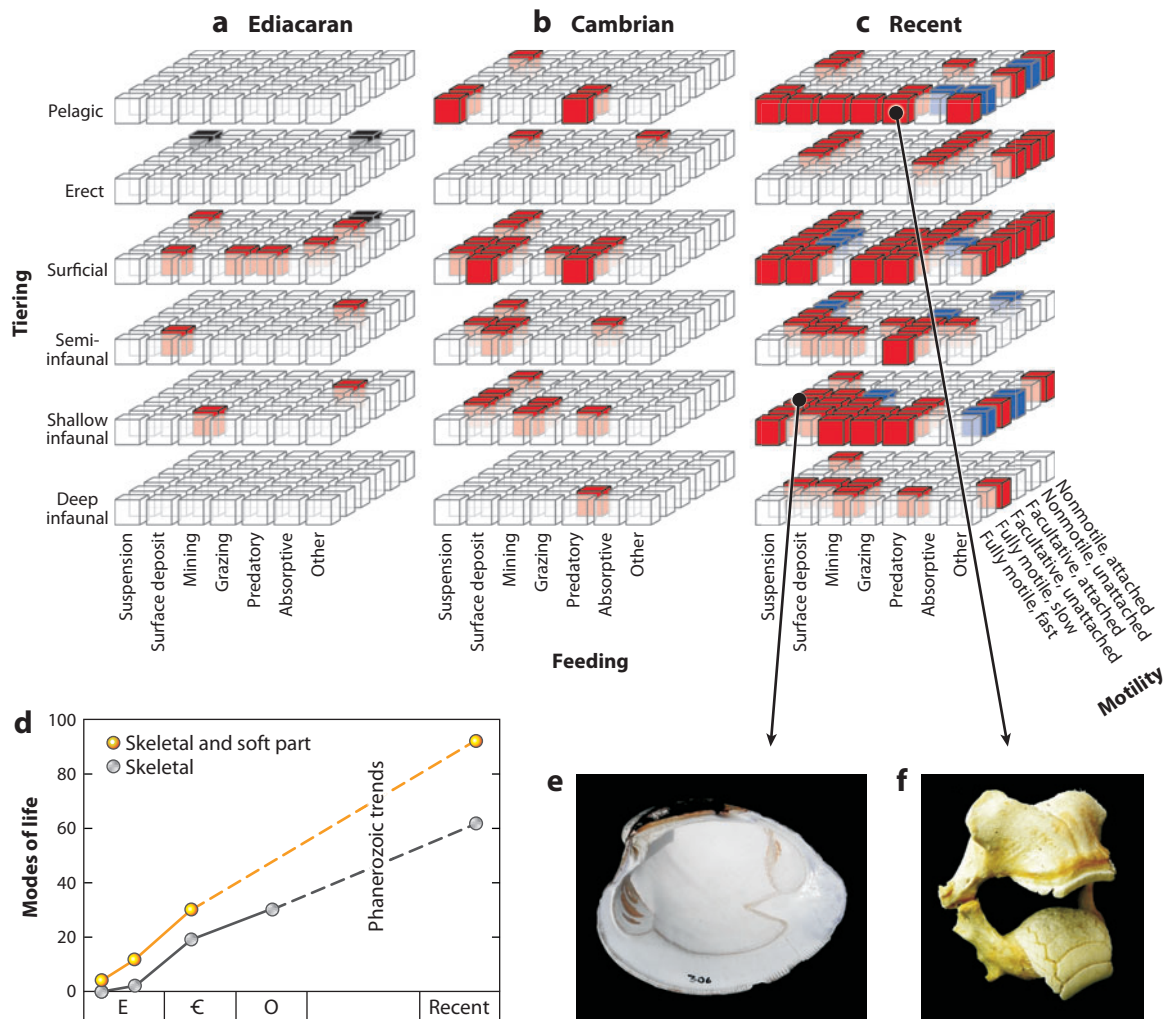 a Ediacaran
b Cambrian
c Recent
Tiering
Pelagic
Erect
Surficial
Semi-
infaunal
Shallow
infaunal
Deep
infaunal
Suspension
Surface deposit
Mining
Grazing
Predatory
Absorptive
Other
Suspension
Surface deposit
Mining
Grazing
Predatory
Absorptive
Other
Suspension
Surface deposit
Mining
Grazing
Predatory
Absorptive
Other
Nonmotile, attached
Nonmotile, unattached
Facultative, attached
Facultative, unattached
Fully motile, slow
Fully motile, fast
Feeding
Motility
d
100
80
60
40
20
0
Modes of life
Skeletal and soft part
Skeletal
Phanerozoic trends
E
Є
O
Recent
e
306
f